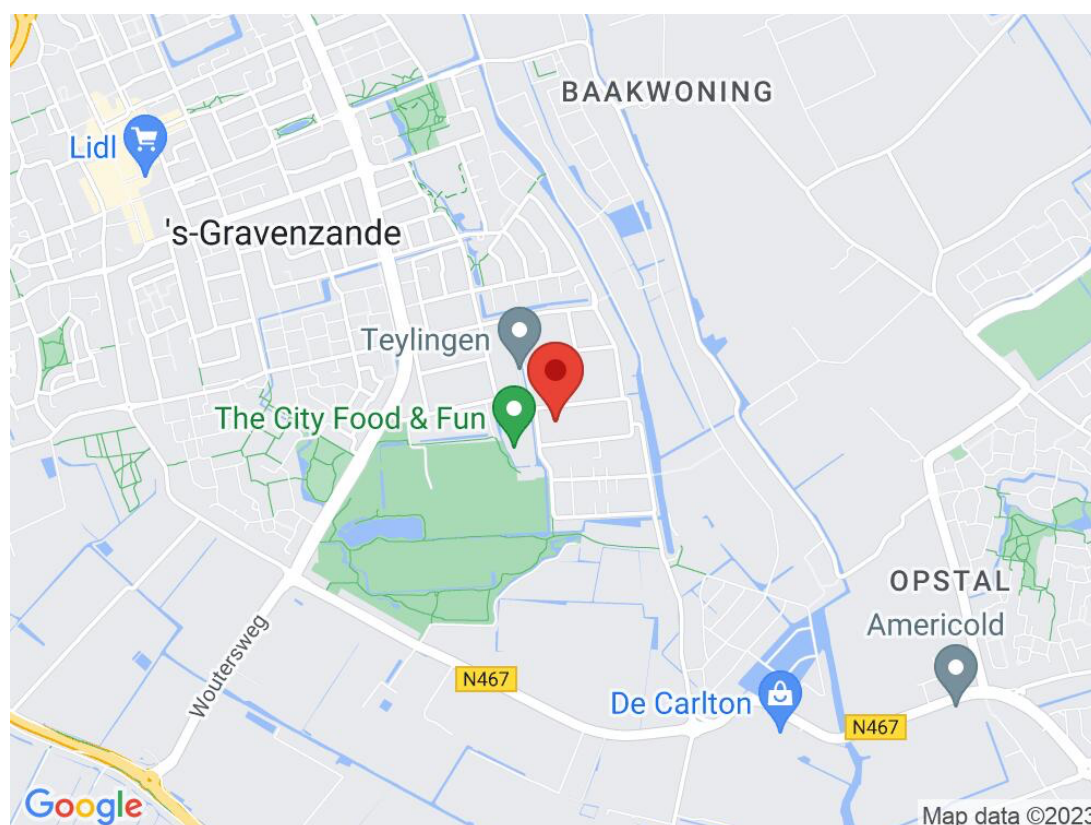 BAAKWONING
Lidl
's-Gravenzande
Teylingen
The City Food & Fun
OPSTAL
Americold
Woutersweg
N467
De Carlton
N467
Google
Map data ©2023